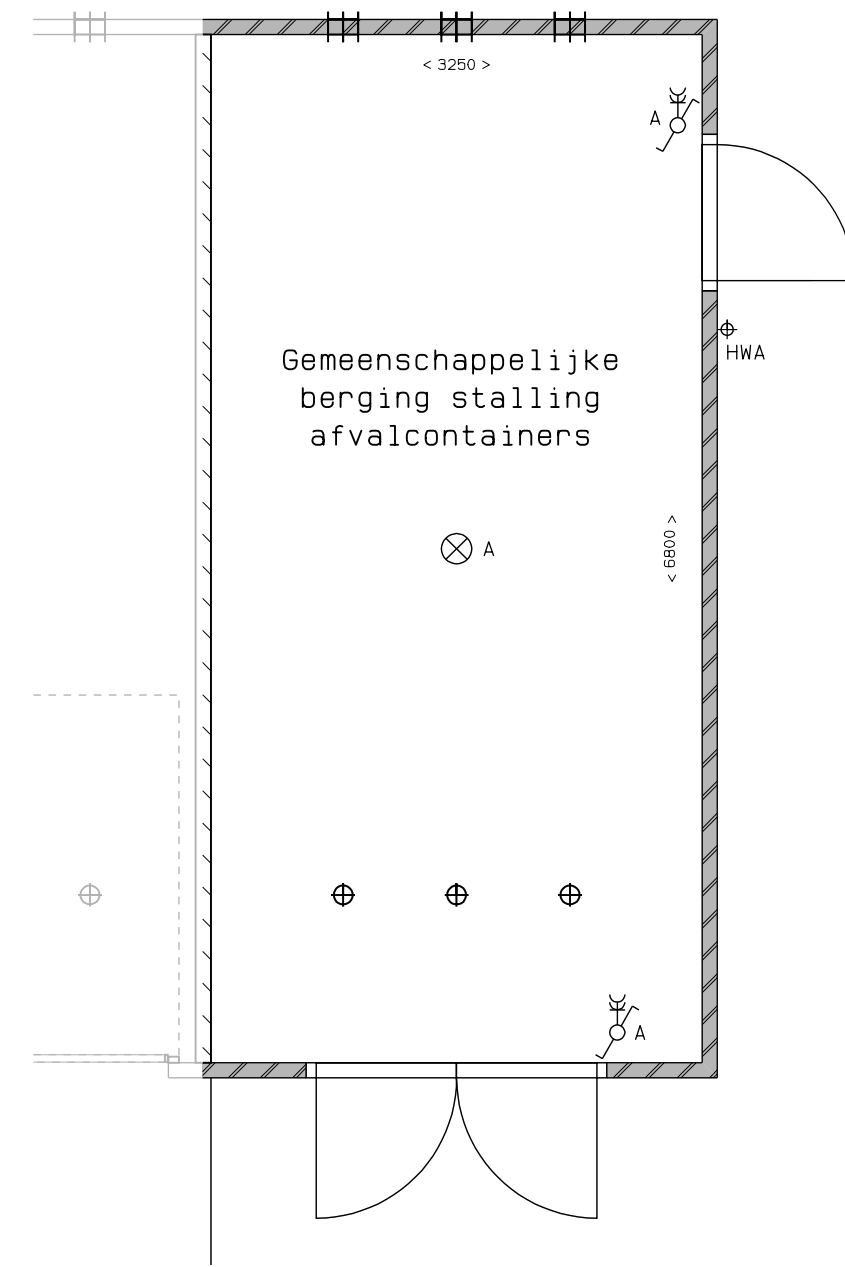 < 3250 >
A
HWA
Gemeenschappelijke
berging stalling
afvalcontainers
< 6800 >
A
A